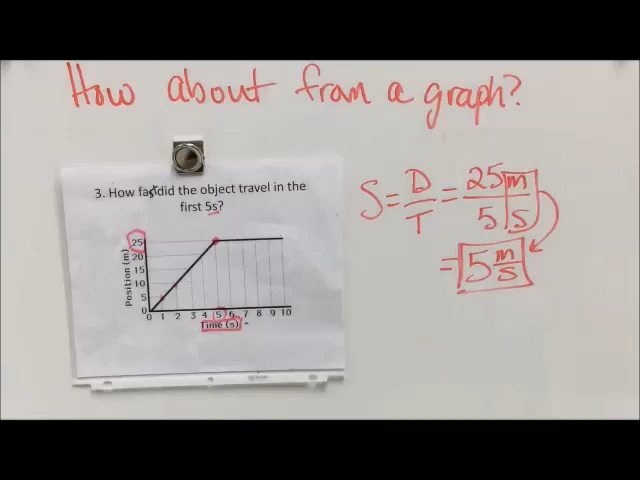 How about from a graph?
3. How fast did the object travel in the
first 5s?
Position (m)
25
20
15
10
5
0
0 1 2 3 4 5 6 7 8 9 10
Time (s)
S = D/T = 25 m / 5 s
= 5 m/s